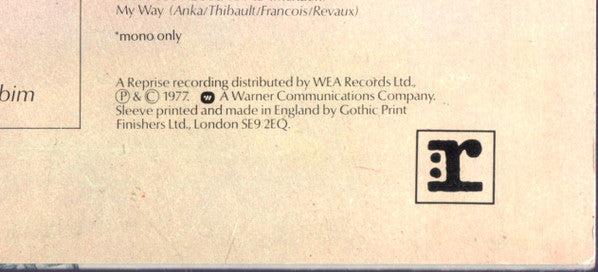 My Way (Anka/Thibault/Francois/Revaux)
*mono only
bim
A Reprise recording distributed by WEA Records Ltd.,
Ⓟ & © 1977. A Warner Communications Company.
Sleeve printed and made in England by Gothic Print
Finishers Ltd., London SE9 2EQ.
:r